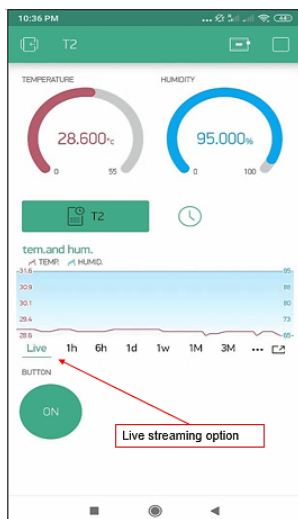 10:36 PM
T2
TEMPERATURE HUMIDITY
28.600°c 95.000%
0 55 0 100
T2
tem.and hum.
TEMP. HUMID.
31.6 95
30.9 88
30.1 80
29.4 73
28.6 65
Live 1h 6h 1d 1w 1M 3M ...
BUTTON
ON
Live streaming option